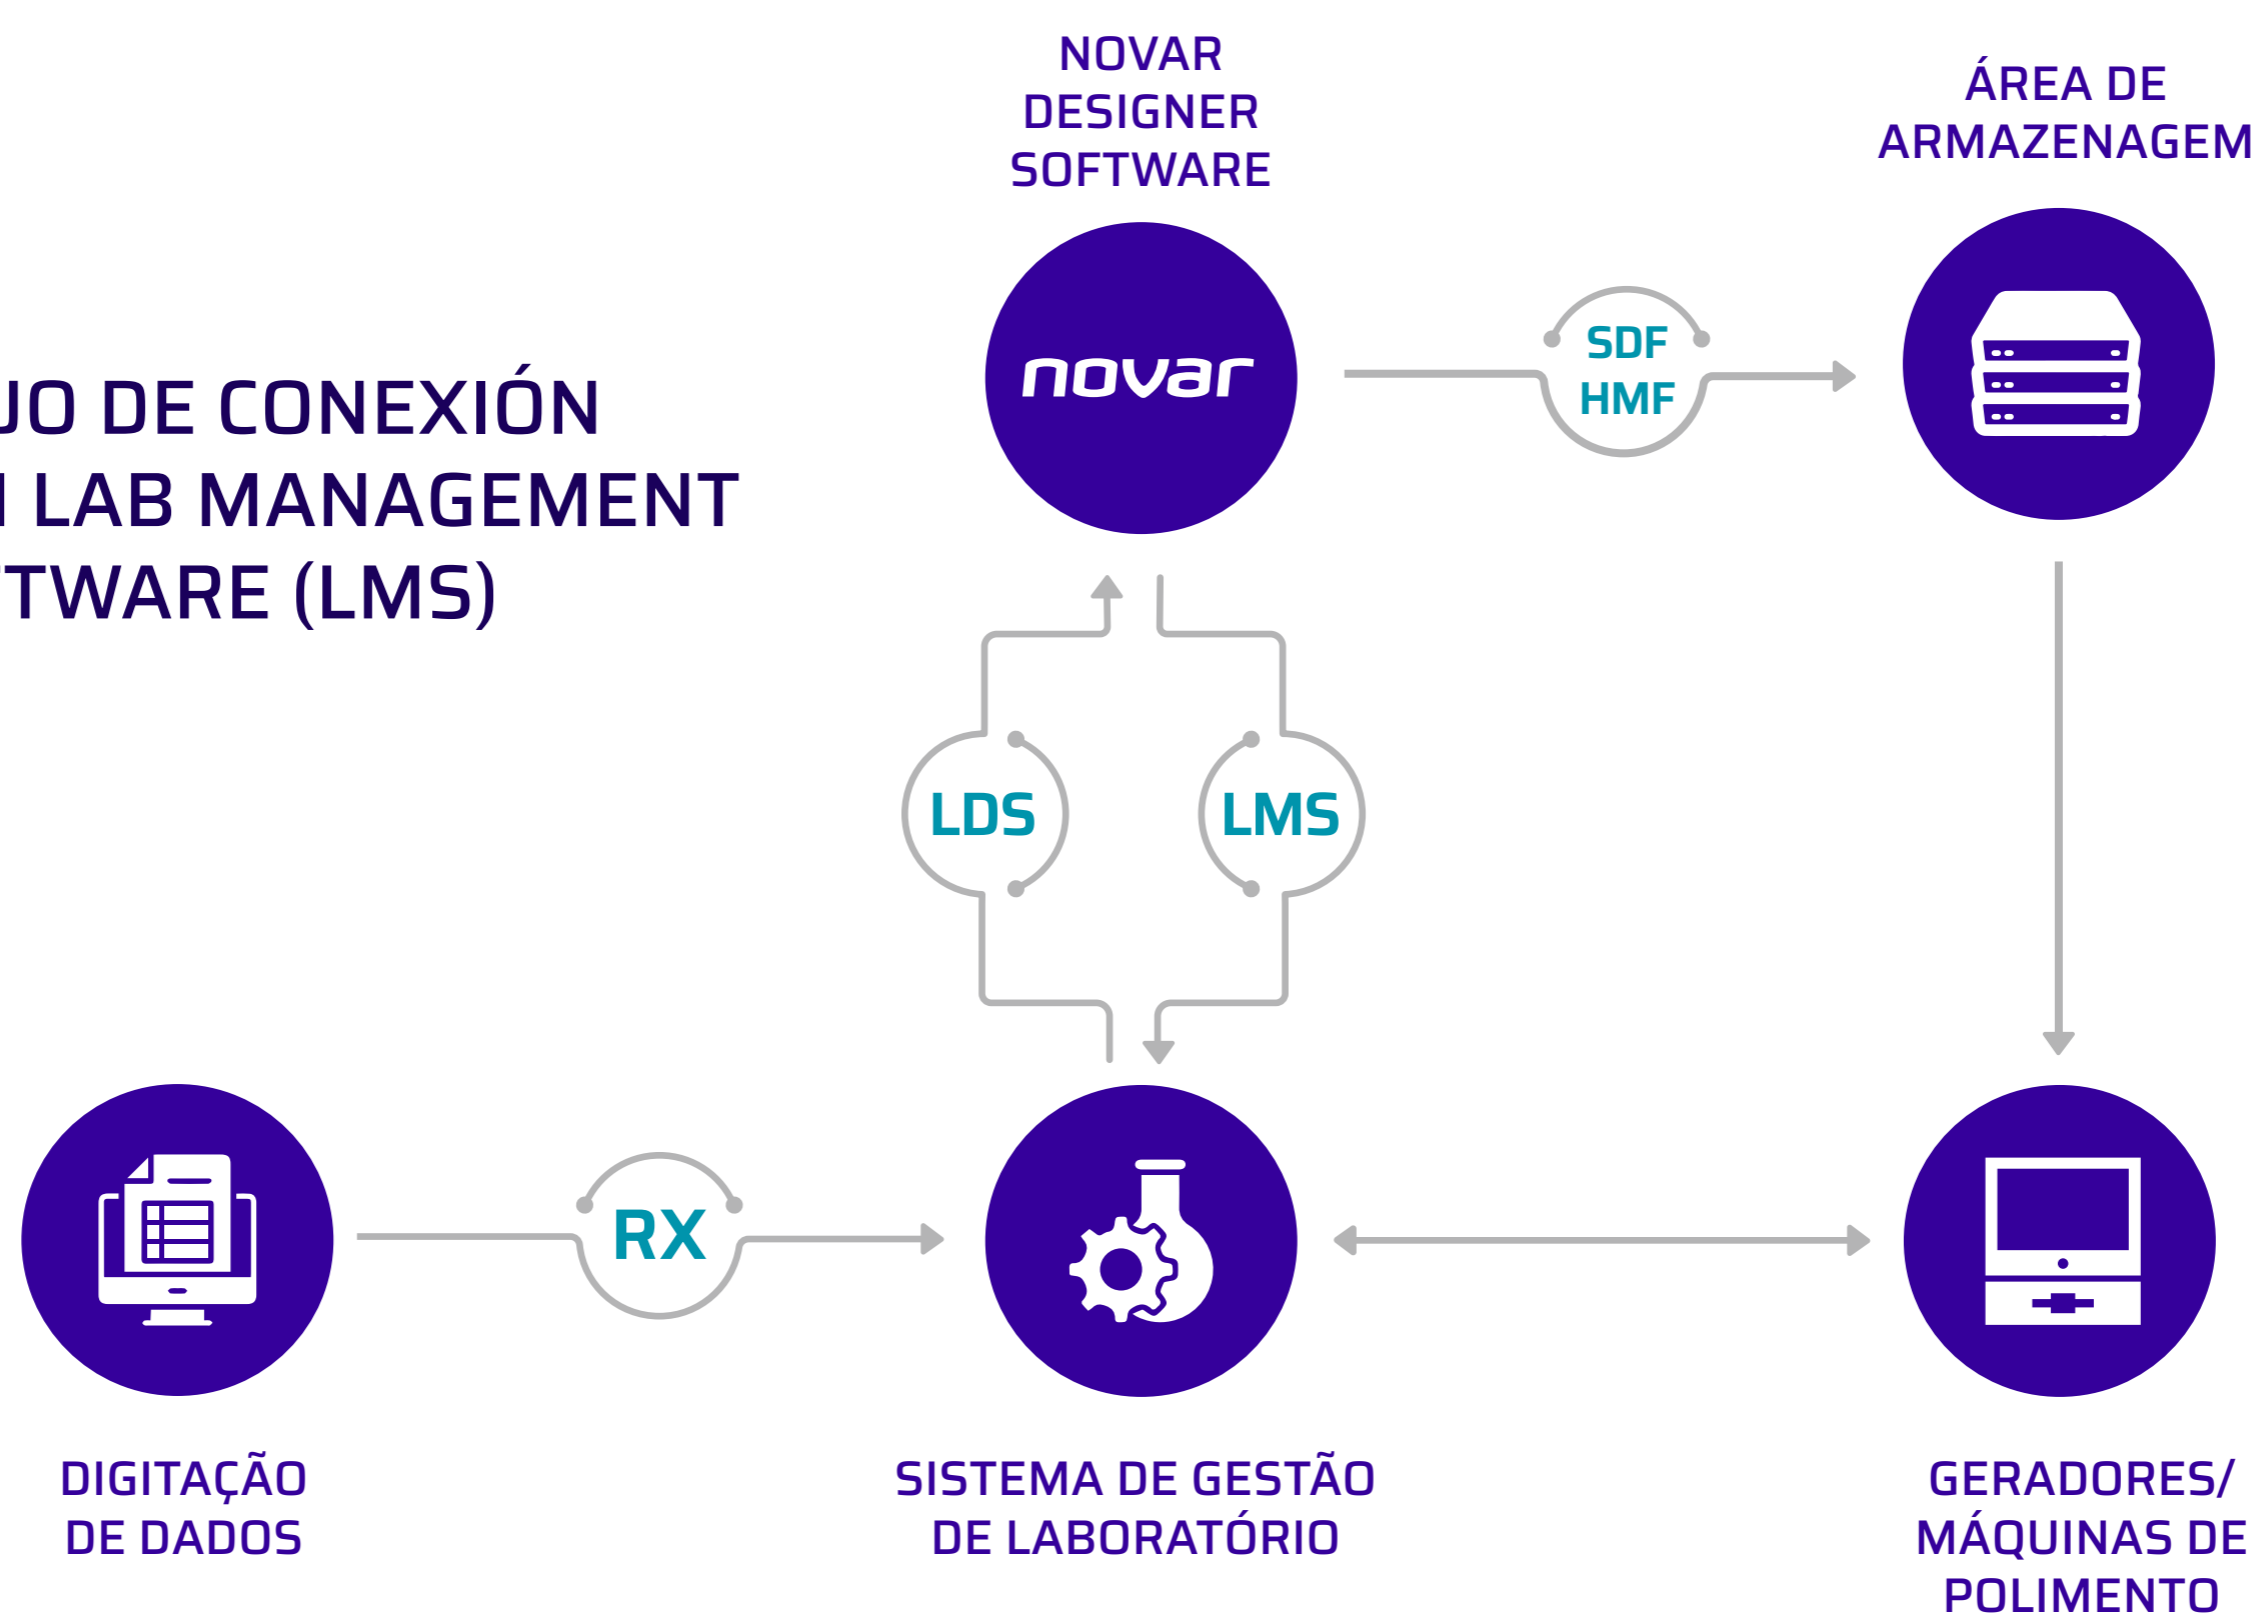 NOVAR
DESIGNER
SOFTWARE
ÁREA DE
ARMAZENAGEM
novar
SDF
HMF
UJO DE CONEXIÓN
LAB MANAGEMENT
TWARE (LMS)
LDS
LMS
RX
DIGITAÇÃO
DE DADOS
SISTEMA DE GESTÃO
DE LABORATÓRIO
GERADORES/
MÁQUINAS DE
POLIMENTO